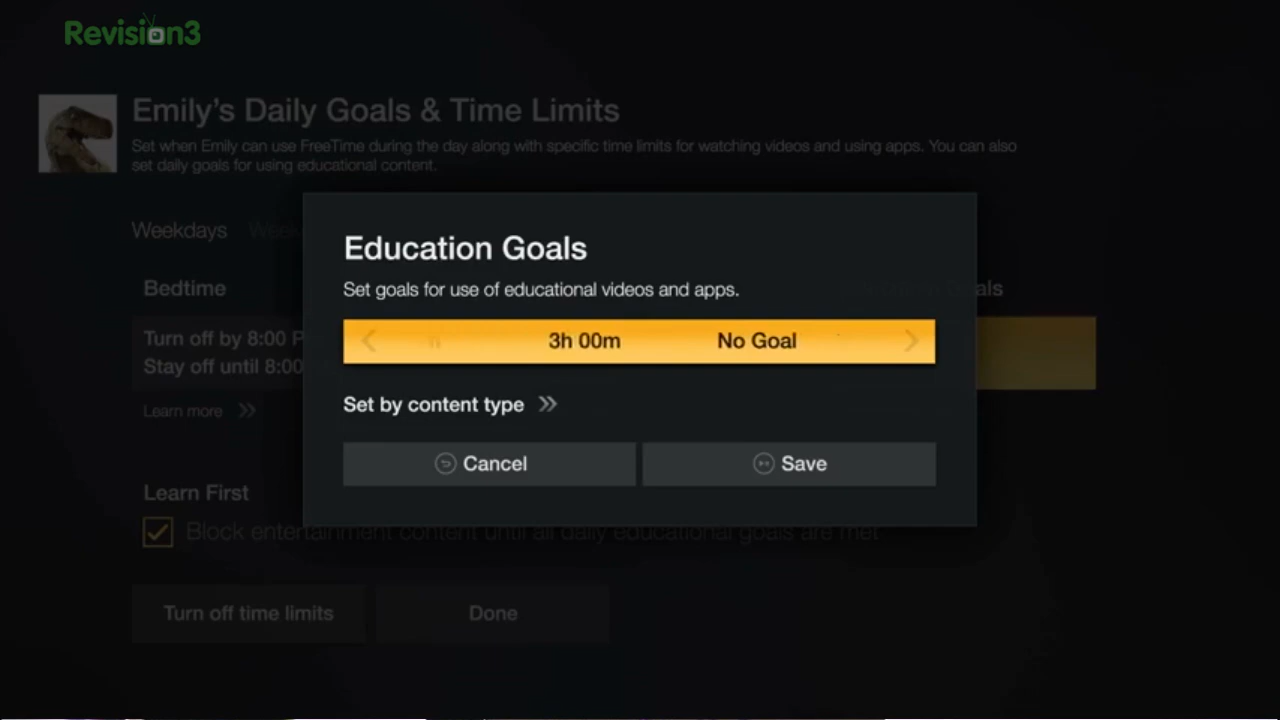 Revision3
Emily's Daily Goals & Time Limits
Set when Emily can use FreeTime during the day along with specific time limits for watching videos and using apps. You can also
set daily goals for using educational content.
Weekdays
Education Goals
Set goals for use of educational videos and apps.
Bedtime
Turn off by 8:00 P
Stay off until 8:00
Learn more
3h 00m No Goal
Set by content type
Cancel Save
Learn First
Block entertainment content until all daily educational goals are met
Turn off time limits Done